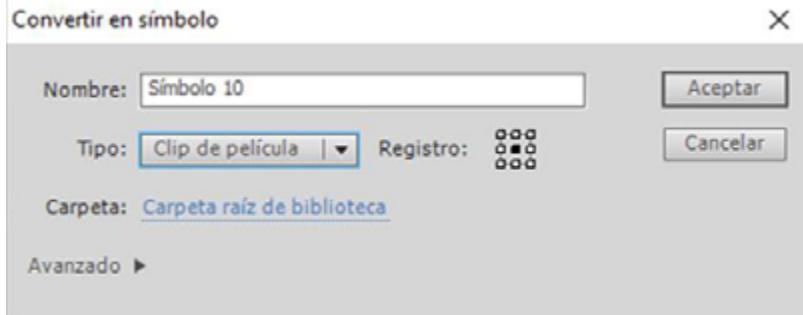 Convertir en símbolo
Nombre: Símbolo 10 Aceptar
Tipo: Clip de película Registro: Cancelar
Carpeta: Carpeta raíz de biblioteca
Avanzado